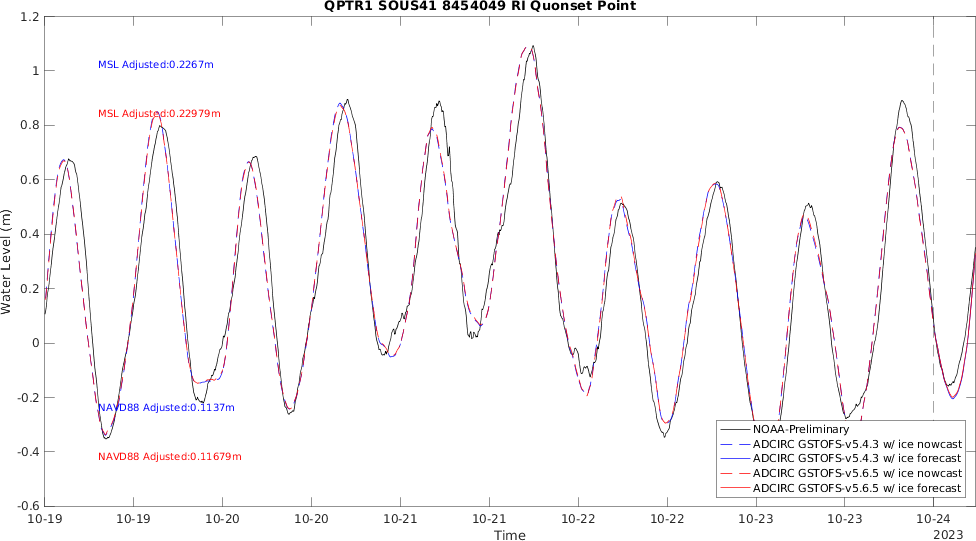 QPTR1 SOUS41 8454049 RI Quonset Point
1.2
1
0.8
0.6
0.4
0.2
0
-0.2
-0.4
-0.6
Water Level (m)
MSL Adjusted:0.2267m
MSL Adjusted:0.22979m
NAVD88 Adjusted:0.1137m
NAVD88 Adjusted:0.11679m
NOAA-Preliminary
ADCIRC GSTOFS-v5.4.3 w/ ice nowcast
ADCIRC GSTOFS-v5.4.3 w/ ice forecast
ADCIRC GSTOFS-v5.6.5 w/ ice nowcast
ADCIRC GSTOFS-v5.6.5 w/ ice forecast
10-19 10-19 10-20 10-20 10-21 10-21 10-22 10-22 10-23 10-23 10-24
2023
Time